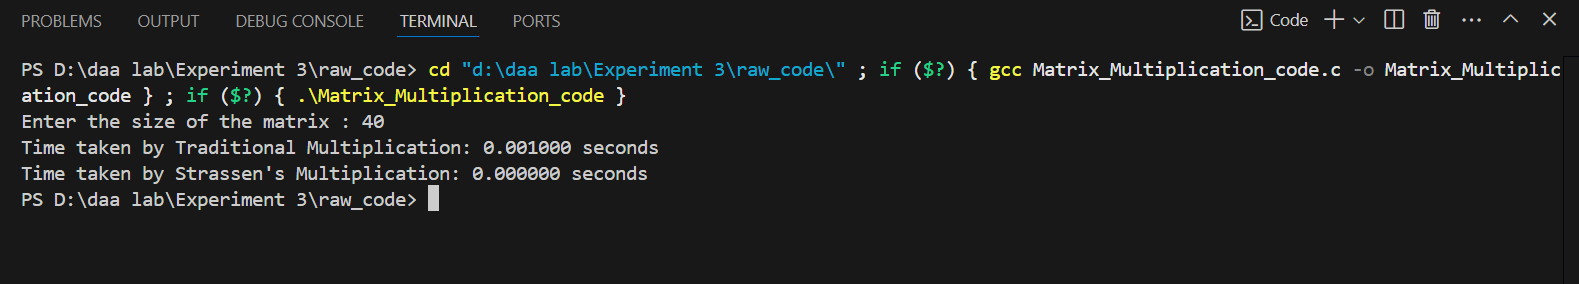 PROBLEMS OUTPUT DEBUG CONSOLE TERMINAL PORTS Code
PS D:\daa lab\Experiment 3\raw_code> cd "d:\daa lab\Experiment 3\raw_code\" ; if ($?) { gcc Matrix_Multiplication_code.c -o Matrix_Multiplic
ation_code } ; if ($?) { .\Matrix_Multiplication_code }
Enter the size of the matrix : 40
Time taken by Traditional Multiplication: 0.001000 seconds
Time taken by Strassen's Multiplication: 0.000000 seconds
PS D:\daa lab\Experiment 3\raw_code>